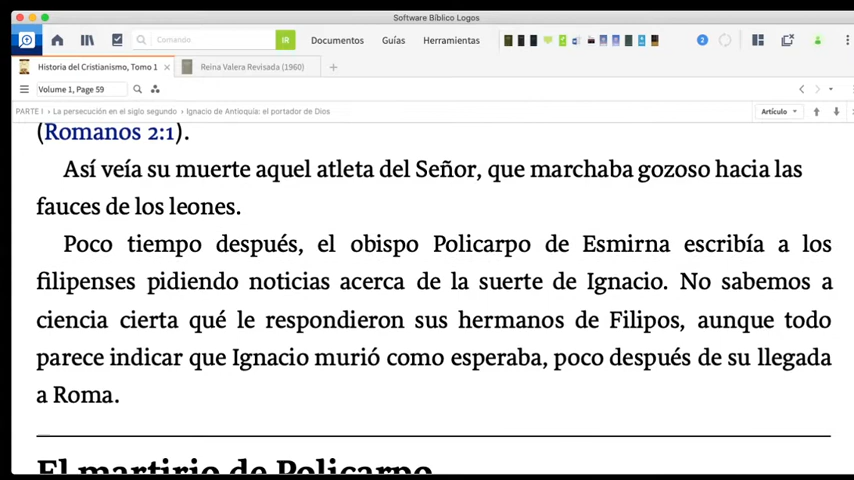 Software Bíblico Logos
Comando
IR
Documentos
Guías
Herramientas
2
Historia del Cristianismo, Tomo 1
Reina Valera Revisada (1960)
Volume 1, Page 59
PARTE I › La persecución en el siglo segundo › Ignacio de Antioquía: el portador de Dios
Artículo
(Romanos 2:1).
Así veía su muerte aquel atleta del Señor, que marchaba gozoso hacia las
fauces de los leones.
Poco tiempo después, el obispo Policarpo de Esmirna escribía a los
filipenses pidiendo noticias acerca de la suerte de Ignacio. No sabemos a
ciencia cierta qué le respondieron sus hermanos de Filipos, aunque todo
parece indicar que Ignacio murió como esperaba, poco después de su llegada
a Roma.
El martirio de Policarpo